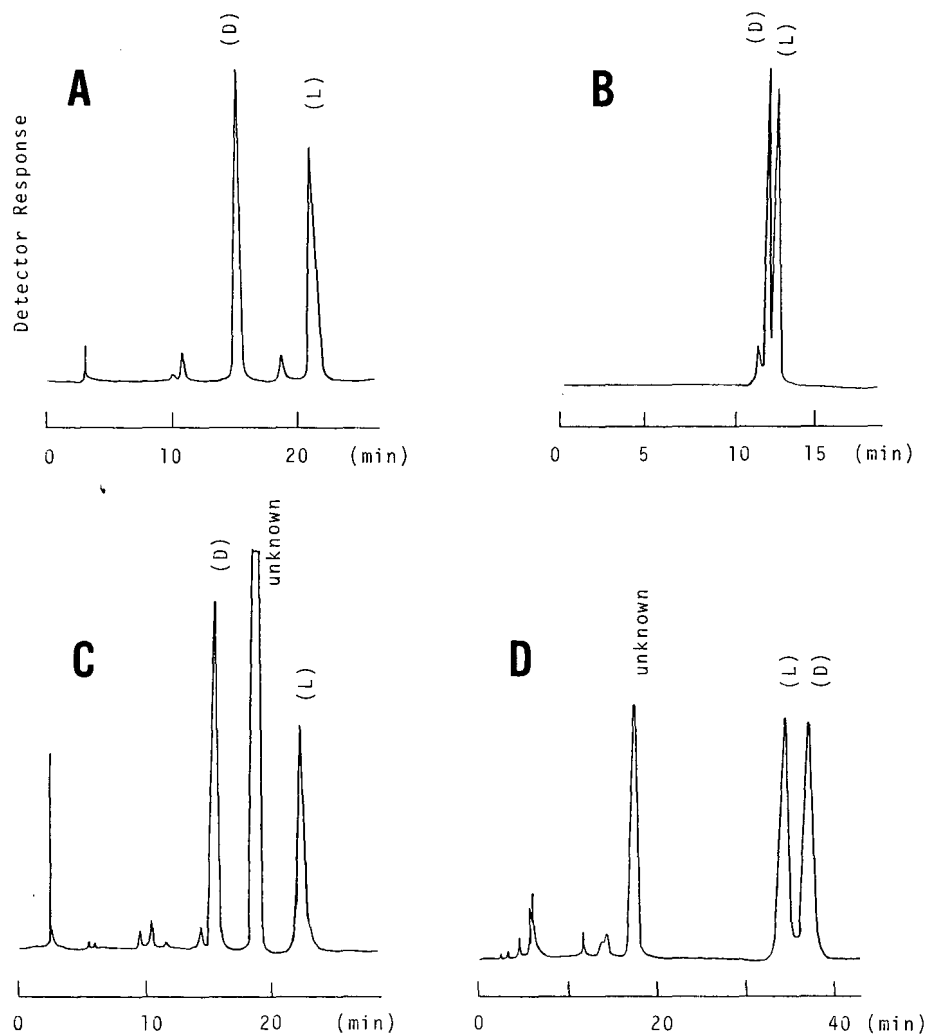 A
(D)
(L)
Detector Response
0 10 20 (min)
B
(D)
(L)
0 5 10 15 (min)
C
(D)
unknown
(L)
0 10 20 (min)
D
unknown
(L)
(D)
0 20 40 (min)